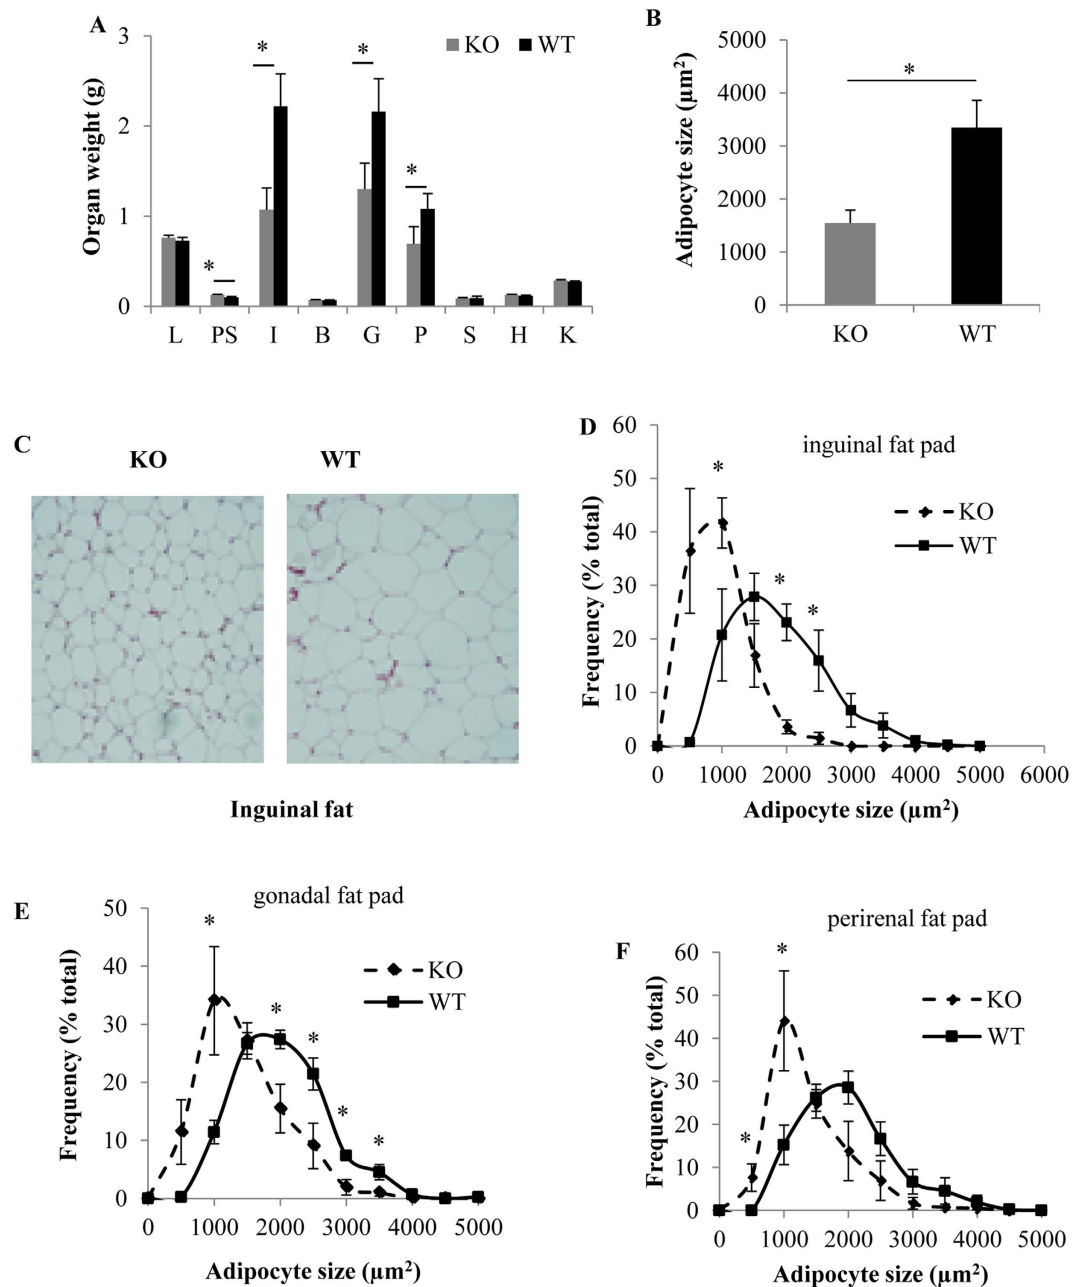 A
3
2
1
0
Organ weight (g)
KO WT
*
*
*
*
L PS I B G P S H K
B
5000
4000
3000
2000
1000
0
Adipocyte size (µm²)
*
KO WT
C
KO WT
Inguinal fat
D
inguinal fat pad
60
50
40
30
20
10
0
Frequency (% total)
*
*
*
KO
WT
0 1000 2000 3000 4000 5000 6000
Adipocyte size (µm²)
E
gonadal fat pad
50
40
30
20
10
0
Frequency (% total)
*
*
*
*
*
KO
WT
0 1000 2000 3000 4000 5000
Adipocyte size (µm²)
F
perirenal fat pad
60
50
40
30
20
10
0
Frequency (% total)
*
*
KO
WT
0 1000 2000 3000 4000 5000
Adipocyte size (µm²)